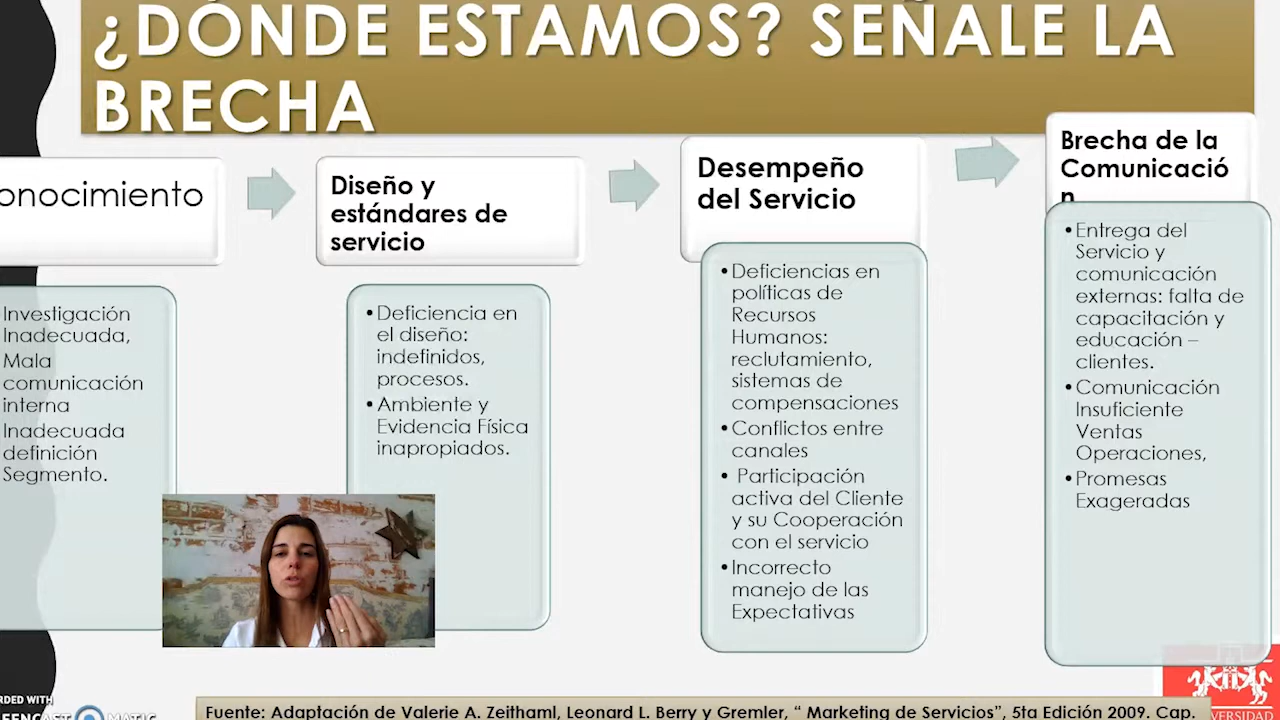 ¿DÓNDE ESTAMOS? SEÑALE LA
BRECHA
onocimiento
Investigación
Inadecuada,
Mala
comunicación
interna
Inadecuada
definición
Segmento.
Diseño y
estándares de
servicio
•Deficiencia en
el diseño:
indefinidos,
procesos.
•Ambiente y
Evidencia Física
inapropiados.
Desempeño
del Servicio
•Deficiencias en
políticas de
Recursos
Humanos:
reclutamiento,
sistemas de
compensaciones
•Conflictos entre
canales
• Participación
activa del Cliente
y su Cooperación
con el servicio
•Incorrecto
manejo de las
Expectativas
Brecha de la
Comunicació
n
•Entrega del
Servicio y
comunicación
externas: falta de
capacitación y
educación –
clientes.
•Comunicación
Insuficiente
Ventas
Operaciones,
•Promesas
Exageradas
RDED WITH
Fuente: Adaptación de Valerie A. Zeithaml, Leonard L. Berry y Gremler, “ Marketing de Servicios”, 5ta Edición 2009. Cap.